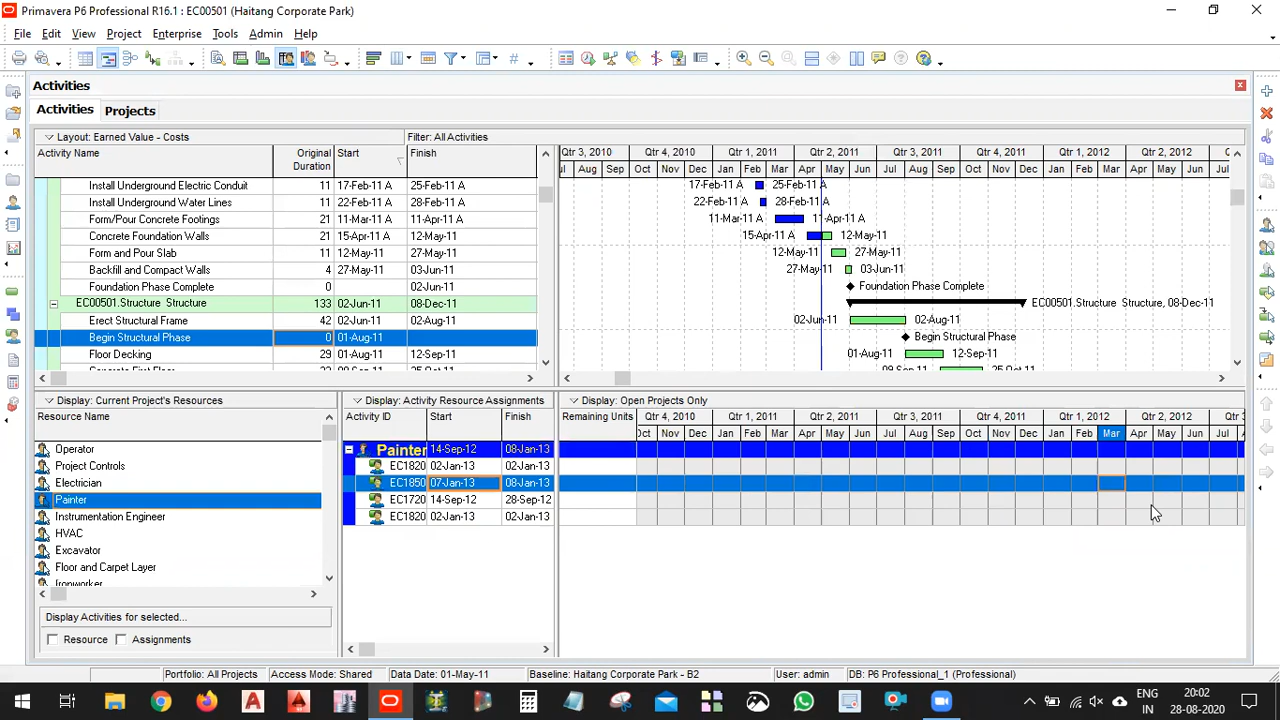 Primavera P6 Professional R16.1 : EC00501 (Haitang Corporate Park)
File Edit View Project Enterprise Tools Admin Help
Activities
Activities Projects
Layout: Earned Value - Costs Filter: All Activities
Activity Name Original Duration Start Finish
Qtr 3, 2010 Qtr 4, 2010 Qtr 1, 2011 Qtr 2, 2011 Qtr 3, 2011 Qtr 4, 2011 Qtr 1, 2012 Qtr 2, 2012
Aug Sep Oct Nov Dec Jan Feb Mar Apr May Jun Jul Aug Sep Oct Nov Dec Jan Feb Mar Apr May Jun Jul
Install Underground Electric Conduit 11 17-Feb-11 A 25-Feb-11 A 17-Feb-11 A 25-Feb-11 A
Install Underground Water Lines 11 22-Feb-11 A 28-Feb-11 A 22-Feb-11 A 28-Feb-11 A
Form/Pour Concrete Footings 21 11-Mar-11 A 11-Apr-11 A 11-Mar-11 A 11-Apr-11 A
Concrete Foundation Walls 21 15-Apr-11 A 12-May-11 15-Apr-11 A 12-May-11
Form and Pour Slab 11 12-May-11 27-May-11 12-May-11 27-May-11
Backfill and Compact Walls 4 27-May-11 03-Jun-11 27-May-11 03-Jun-11
Foundation Phase Complete 0 02-Jun-11 Foundation Phase Complete
EC00501.Structure Structure 133 02-Jun-11 08-Dec-11 EC00501.Structure Structure, 08-Dec-11
Erect Structural Frame 42 02-Jun-11 02-Aug-11 02-Jun-11 02-Aug-11
Begin Structural Phase 0 01-Aug-11 Begin Structural Phase
Floor Decking 29 01-Aug-11 12-Sep-11 01-Aug-11 12-Sep-11
Display: Current Project's Resources Display: Activity Resource Assignments Display: Open Projects Only
Resource Name Activity ID Start Finish Remaining Units
Qtr 4, 2010 Qtr 1, 2011 Qtr 2, 2011 Qtr 3, 2011 Qtr 4, 2011 Qtr 1, 2012 Qtr 2, 2012
Nov Dec Jan Feb Mar Apr May Jun Jul Aug Sep Oct Nov Dec Jan Feb Mar Apr May Jun Jul
Operator Painter 14-Sep-12 08-Jan-13
Project Controls EC1820 02-Jan-13 02-Jan-13
Electrician EC1850 07-Jan-13 08-Jan-13
Painter EC1720 14-Sep-12 28-Sep-12
Instrumentation Engineer EC1820 02-Jan-13 02-Jan-13
HVAC
Excavator
Floor and Carpet Layer
Ironworker
Display Activities for selected...
Resource Assignments
Portfolio: All Projects Access Mode: Shared Data Date: 01-May-11 Baseline: Haitang Corporate Park - B2 User: admin DB: P6 Professional_1 (Professional)
ENG 20:02
IN 28-08-2020